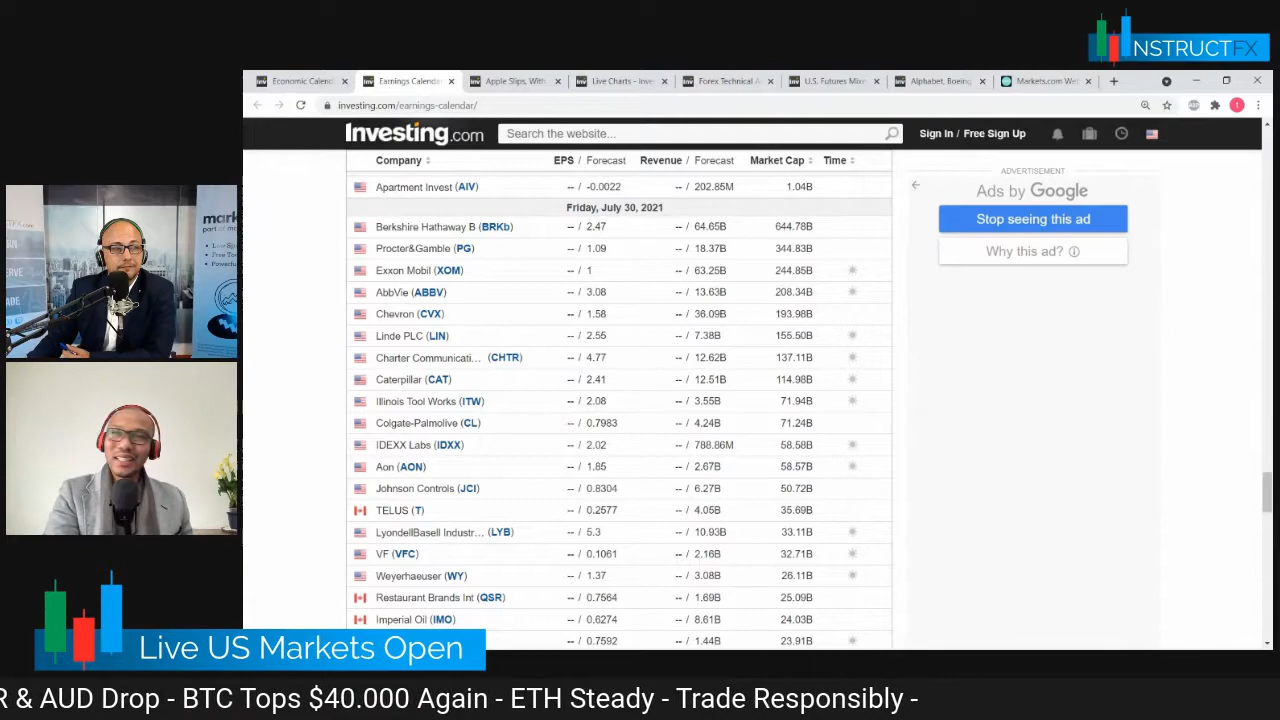 NSTRUCTFX
Economic Calend
Earnings Calenda
Apple Slips, With
Live Charts - Inve
Forex Technical A
U.S. Futures Mixe
Alphabet, Boeing
Markets.com We
investing.com/earnings-calendar/
Investing.com
Search the website...
Sign In / Free Sign Up
Company EPS / Forecast Revenue / Forecast Market Cap Time
Apartment Invest (AIV) -- / -0.0022 -- / 202.85M 1.04B
Friday, July 30, 2021
Berkshire Hathaway B (BRKb) -- / 2.47 -- / 64.65B 644.78B
Procter&Gamble (PG) -- / 1.09 -- / 18.37B 344.83B
Exxon Mobil (XOM) -- / 1 -- / 63.25B 244.85B
AbbVie (ABBV) -- / 3.08 -- / 13.63B 208.34B
Chevron (CVX) -- / 1.58 -- / 36.09B 193.98B
Linde PLC (LIN) -- / 2.55 -- / 7.38B 155.50B
Charter Communicati... (CHTR) -- / 4.77 -- / 12.62B 137.11B
Caterpillar (CAT) -- / 2.41 -- / 12.51B 114.98B
Illinois Tool Works (ITW) -- / 2.08 -- / 3.55B 71.94B
Colgate-Palmolive (CL) -- / 0.7983 -- / 4.24B 71.24B
IDEXX Labs (IDXX) -- / 2.02 -- / 788.86M 58.58B
Aon (AON) -- / 1.85 -- / 2.67B 58.57B
Johnson Controls (JCI) -- / 0.8304 -- / 6.27B 50.72B
TELUS (T) -- / 0.2577 -- / 4.05B 35.69B
LyondellBasell Industr... (LYB) -- / 5.3 -- / 10.93B 33.11B
VF (VFC) -- / 0.1061 -- / 2.16B 32.71B
Weyerhaeuser (WY) -- / 1.37 -- / 3.08B 26.11B
Restaurant Brands Int (QSR) -- / 0.7564 -- / 1.69B 25.09B
Imperial Oil (IMO) -- / 0.6274 -- / 8.61B 24.03B
-- / 0.7592 -- / 1.44B 23.91B
ADVERTISEMENT
Ads by Google
Stop seeing this ad
Why this ad?
mark
Live US Markets Open
R & AUD Drop - BTC Tops $40.000 Again - ETH Steady - Trade Responsibly -